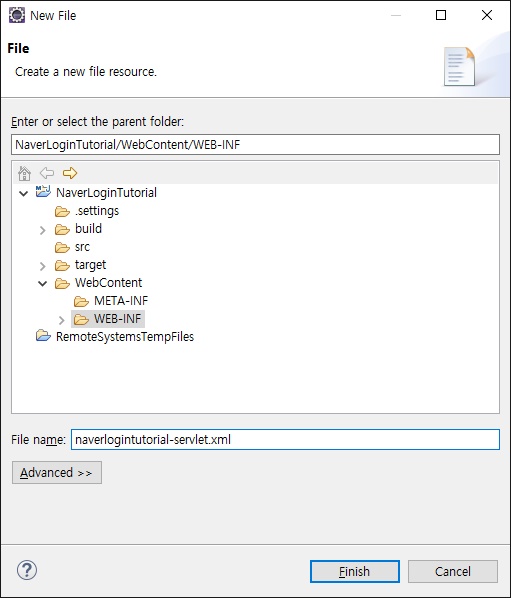 New File
File
Create a new file resource.
Enter or select the parent folder:
NaverLoginTutorial/WebContent/WEB-INF
NaverLoginTutorial
.settings
build
src
target
WebContent
META-INF
WEB-INF
RemoteSystemsTempFiles
File name: naverlogintutorial-servlet.xml
Advanced >>
? Finish Cancel